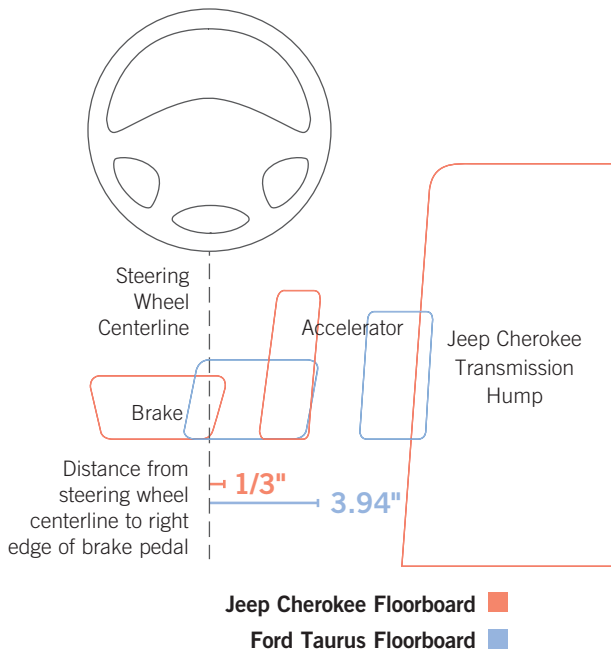 Steering
Wheel
Centerline
Accelerator
Jeep Cherokee
Transmission
Hump
Brake
Distance from
steering wheel
centerline to right
edge of brake pedal
1/3"
3.94"
Jeep Cherokee Floorboard
Ford Taurus Floorboard